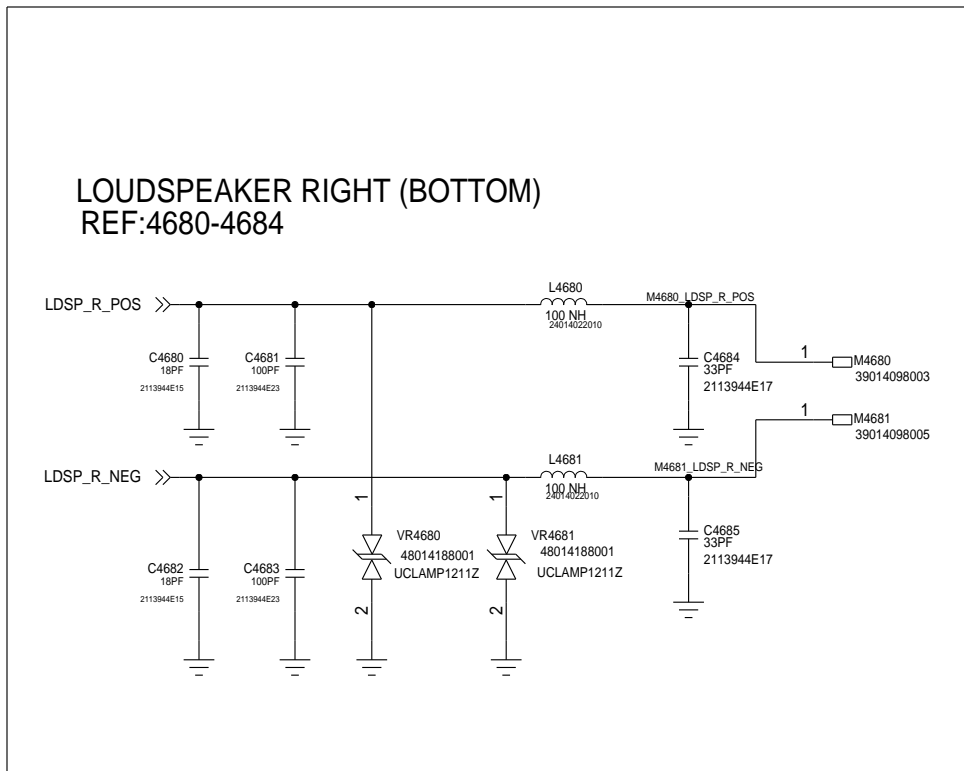 LOUDSPEAKER RIGHT (BOTTOM)
REF:4680-4684
L4680
LDSP_R_POS
M4680_LDSP_R_POS
100 NH
24014022010
C4680
18PF
2113944E15
C4681
100PF
2113944E23
C4684
33PF
2113944E17
1
M4680
39014098003
1
M4681
39014098005
L4681
LDSP_R_NEG
M4681_LDSP_R_NEG
100 NH
24014022010
1
1
VR4680
48014188001
UCLAMP1211Z
VR4681
48014188001
UCLAMP1211Z
C4685
33PF
2113944E17
C4682
18PF
2113944E15
C4683
100PF
2113944E23
2
2